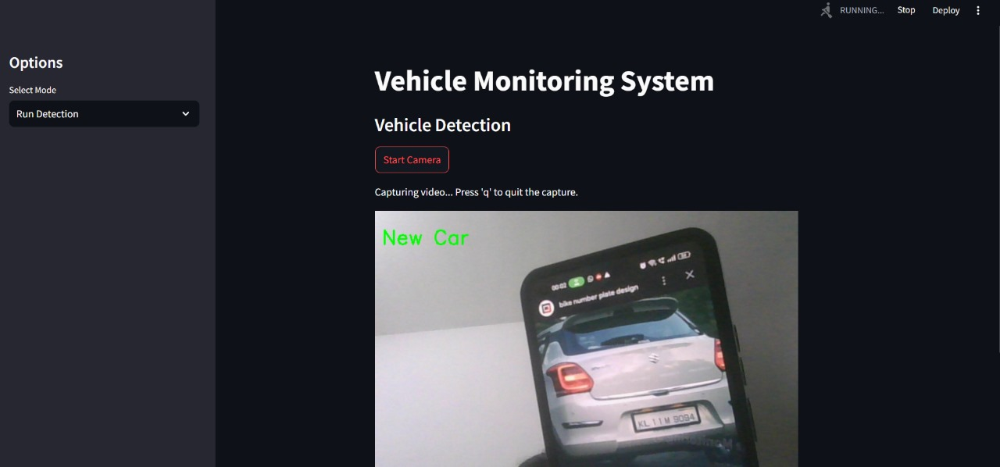 RUNNING...
Stop
Deploy
Options
Select Mode
Run Detection
Vehicle Monitoring System
Vehicle Detection
Start Camera
Capturing video... Press 'q' to quit the capture.
New Car
00:02
bike number plate design
KL 11 M 9094